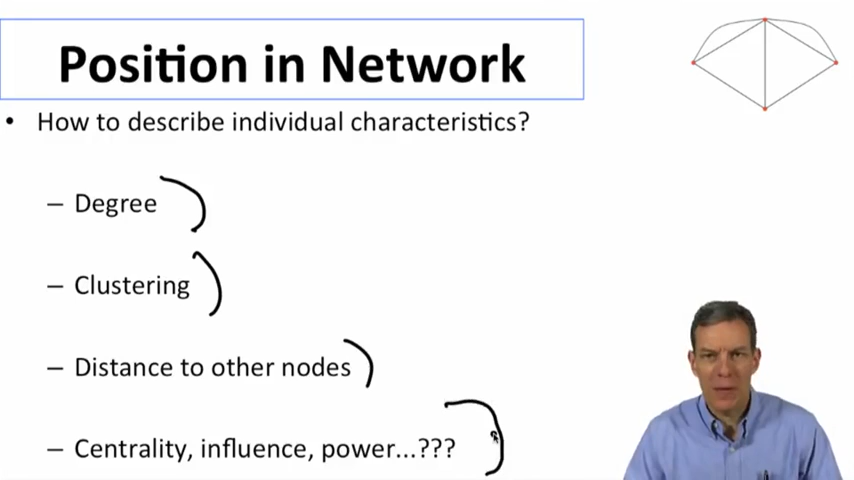 Position in Network
• How to describe individual characteristics?
– Degree
– Clustering
– Distance to other nodes
– Centrality, influence, power...???